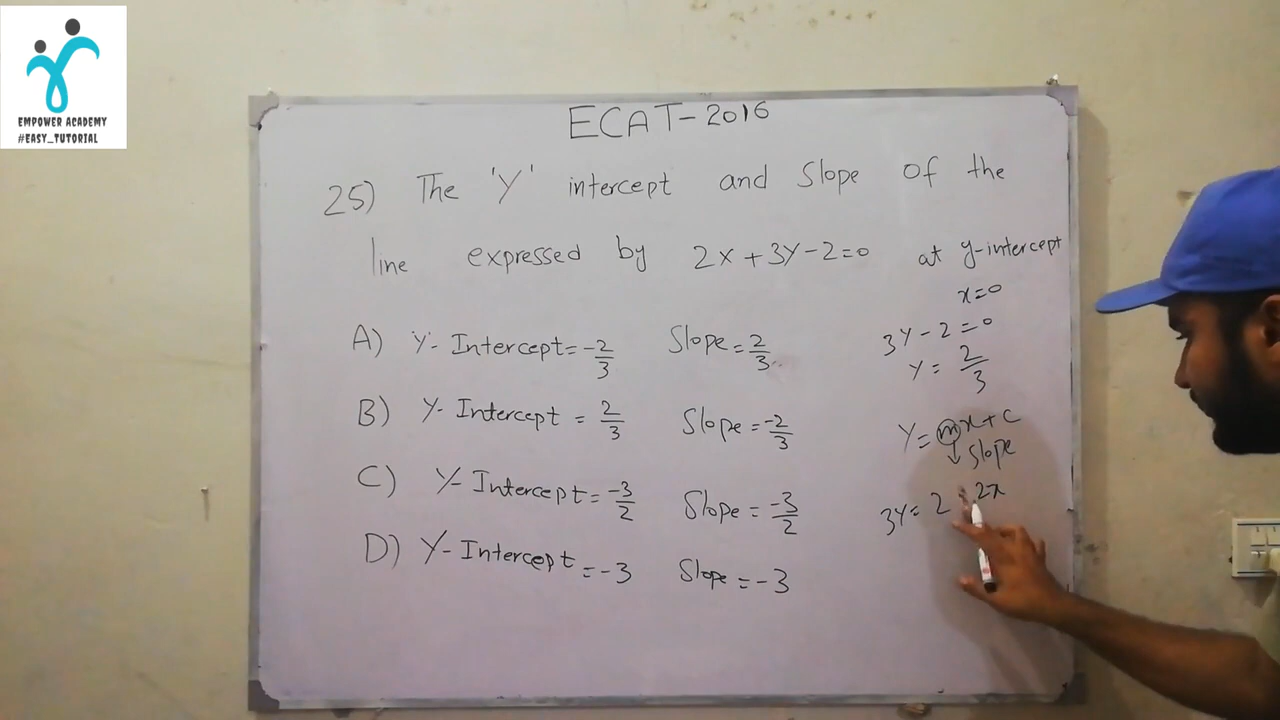 EMPOWER ACADEMY
#EASY_TUTORIAL
ECAT-2016
25) The 'Y' intercept and Slope of the
line expressed by 2x+3y-2=0
A) Y-Intercept=-2/3 Slope=2/3
B) Y-Intercept = 2/3 Slope=-2/3
C) Y-Intercept=-3/2 Slope=-3/2
D) Y-Intercept=-3 Slope=-3
at y-intercept
x=0
3y-2=0
y=2/3
y=mx+c
↓ Slope
3y=2-2x